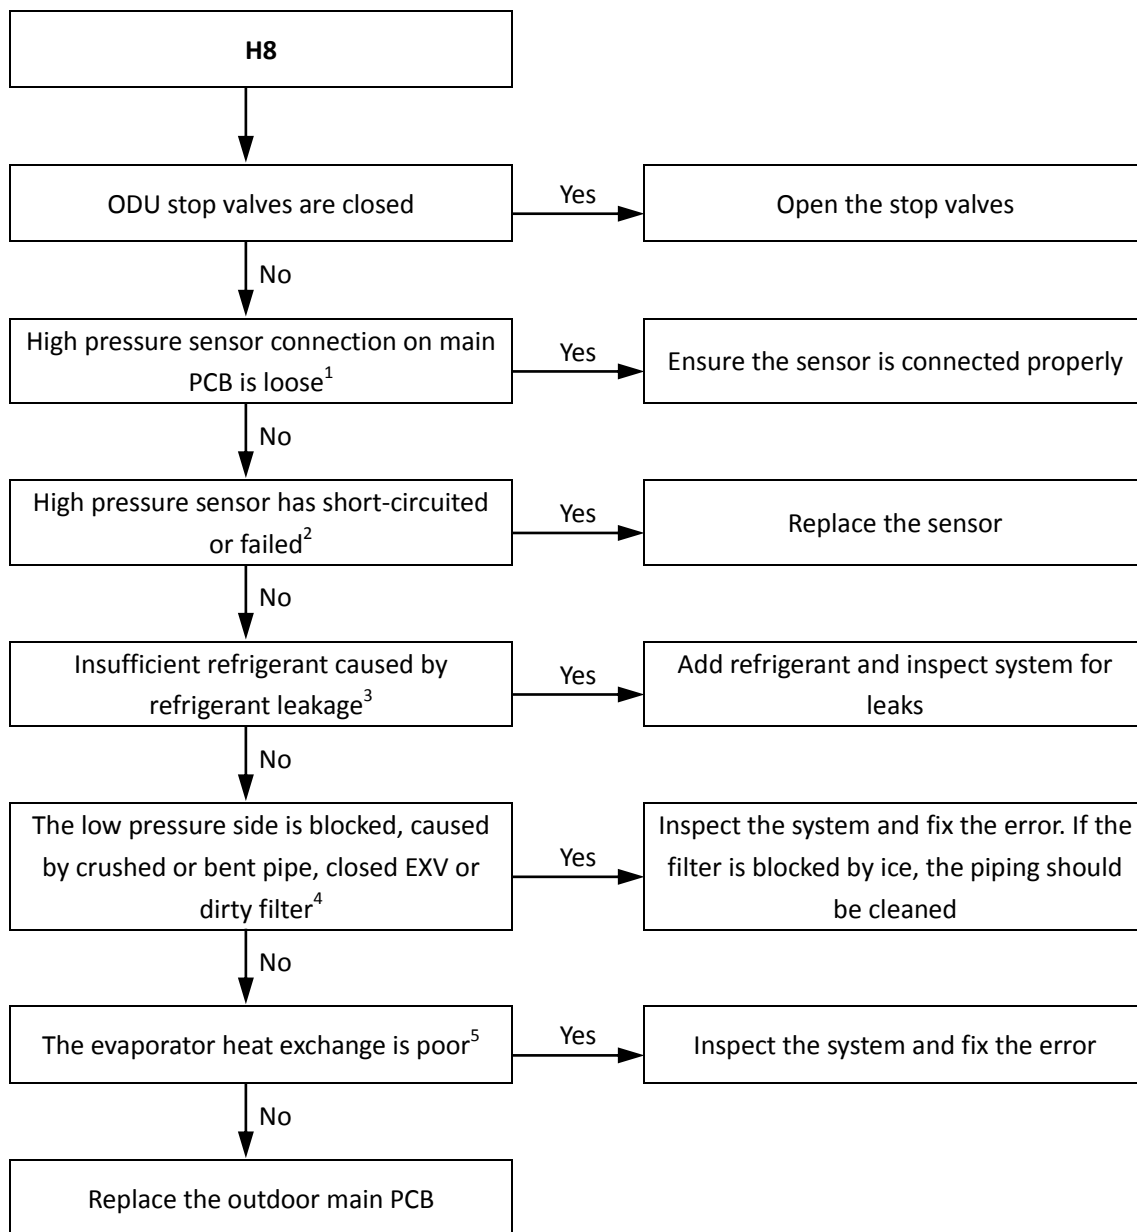 H8
ODU stop valves are closed
Yes
Open the stop valves
No
High pressure sensor connection on main
PCB is loose1
Yes
Ensure the sensor is connected properly
No
High pressure sensor has short-circuited
or failed2
Yes
Replace the sensor
No
Insufficient refrigerant caused by
refrigerant leakage3
Yes
Add refrigerant and inspect system for
leaks
No
The low pressure side is blocked, caused
by crushed or bent pipe, closed EXV or
dirty filter4
Yes
Inspect the system and fix the error. If the
filter is blocked by ice, the piping should
be cleaned
No
The evaporator heat exchange is poor5
Yes
Inspect the system and fix the error
No
Replace the outdoor main PCB